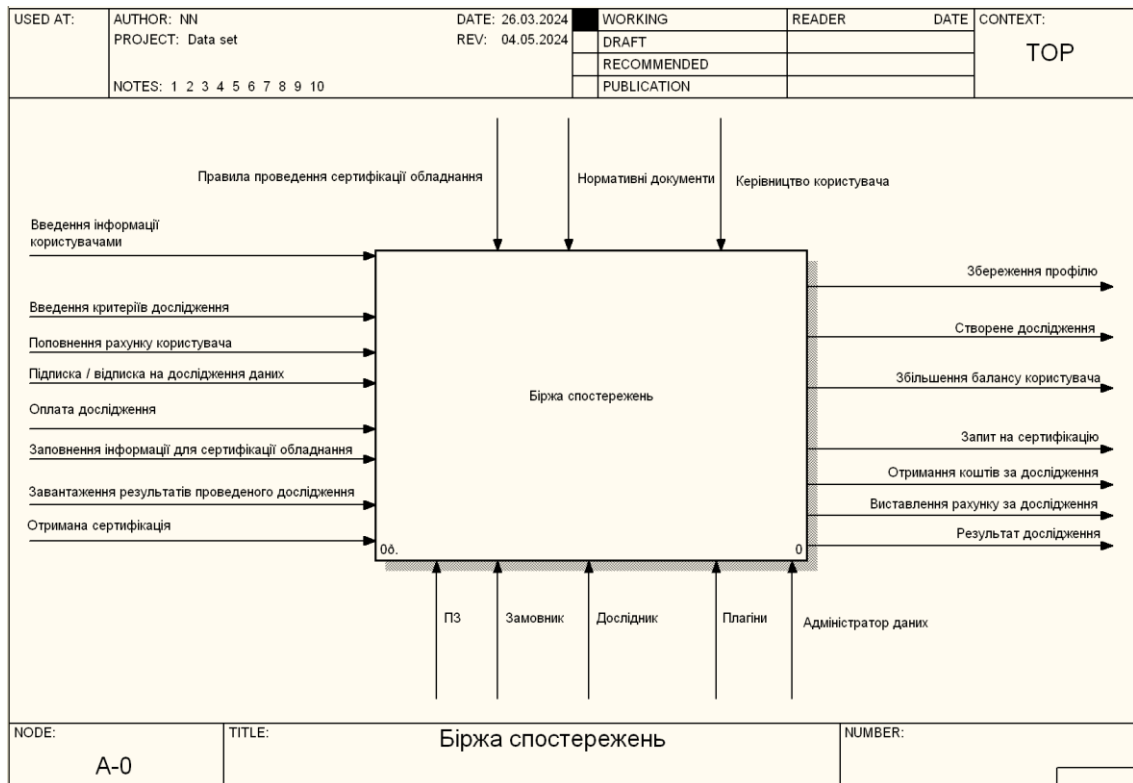 USED AT:
AUTHOR: NN
DATE: 26.03.2024
WORKING
READER
DATE
CONTEXT:
PROJECT: Data set
REV: 04.05.2024
DRAFT
TOP
RECOMMENDED
NOTES: 1 2 3 4 5 6 7 8 9 10
PUBLICATION
Правила проведення сертифікації обладнання
Нормативні документи
Керівництво користувача
Введення інформації
користувачами
Введення критеріїв дослідження
Поповнення рахунку користувача
Підписка / відписка на дослідження даних
Оплата дослідження
Заповнення інформації для сертифікації обладнання
Завантаження результатів проведеного дослідження
Отримана сертифікація
Біржа спостережень
0ð.
0
Збереження профілю
Створене дослідження
Збільшення балансу користувача
Запит на сертифікацію
Отримання коштів за дослідження
Виставлення рахунку за дослідження
Результат дослідження
ПЗ
Замовник
Дослідник
Плагіни
Адміністратор даних
NODE:
TITLE:
NUMBER:
A-0
Біржа спостережень